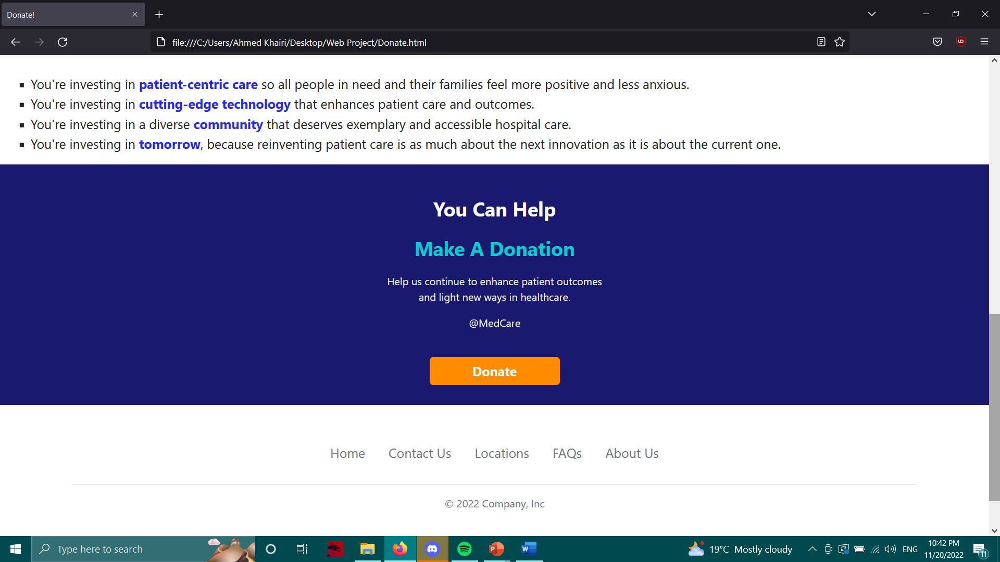 Donate!
file:///C:/Users/Ahmed Khairi/Desktop/Web Project/Donate.html
You're investing in patient-centric care so all people in need and their families feel more positive and less anxious.
You're investing in cutting-edge technology that enhances patient care and outcomes.
You're investing in a diverse community that deserves exemplary and accessible hospital care.
You're investing in tomorrow, because reinventing patient care is as much about the next innovation as it is about the current one.
You Can Help
Make A Donation
Help us continue to enhance patient outcomes
and light new ways in healthcare.
@MedCare
Donate
Home Contact Us Locations FAQs About Us
© 2022 Company, Inc
Type here to search
19°C Mostly cloudy
ENG
10:42 PM
11/20/2022
11